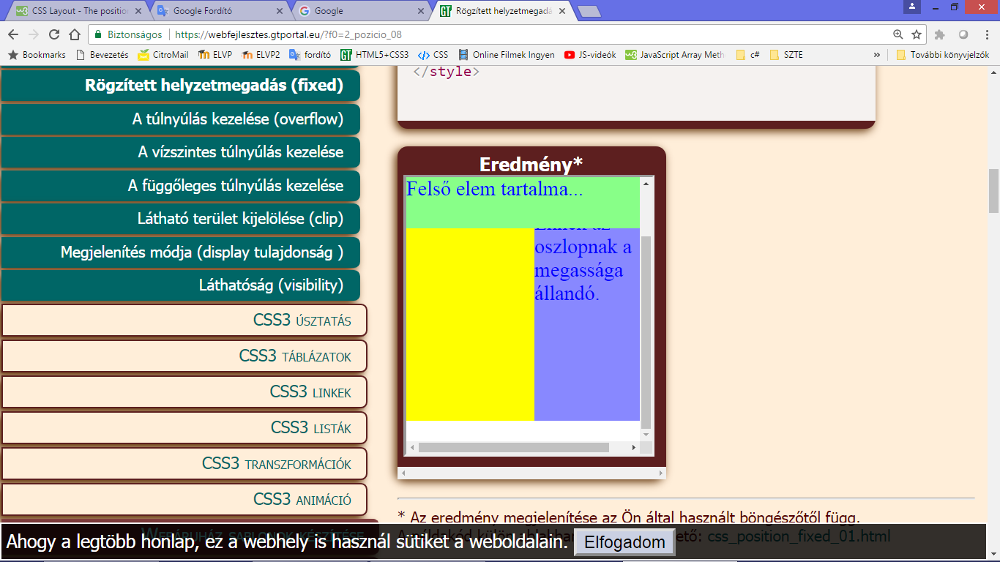 CSS Layout - The position
Google Fordító
Google
Rögzített helyzetmegadá
Biztonságos
https://webfejlesztes.gtportal.eu/?f0=2_pozicio_08
Bookmarks
Bevezetés
CitroMail
ELVP
ELVP2
fordító
HTML5+CSS3
CSS
Online Filmek Ingyen
JS-videók
JavaScript Array Meth
c#
SZTE
»
További könyvjelzők
Rögzített helyzetmegadás (fixed)
A túlnyúlás kezelése (overflow)
A vízszintes túlnyúlás kezelése
A függőleges túlnyúlás kezelése
Látható terület kijelölése (clip)
Megjelenítés módja (display tulajdonság )
Láthatóság (visibility)
CSS3 ÚSZTATÁS
CSS3 TÁBLÁZATOK
CSS3 LINKEK
CSS3 LISTÁK
CSS3 TRANSZFORMÁCIÓK
CSS3 ANIMÁCIÓ
WEBÁRUHÁZ SABLONOK KÉSZÍTÉSE
</style>
Eredmény*
Felső elem tartalma...
oszlopnak a
megassága
állandó.
* Az eredmény megjelenítése az Ön által használt böngészőtől függ.
css_position_fixed_01.html
Ahogy a legtöbb honlap, ez a webhely is használ sütiket a weboldalain.
Elfogadom